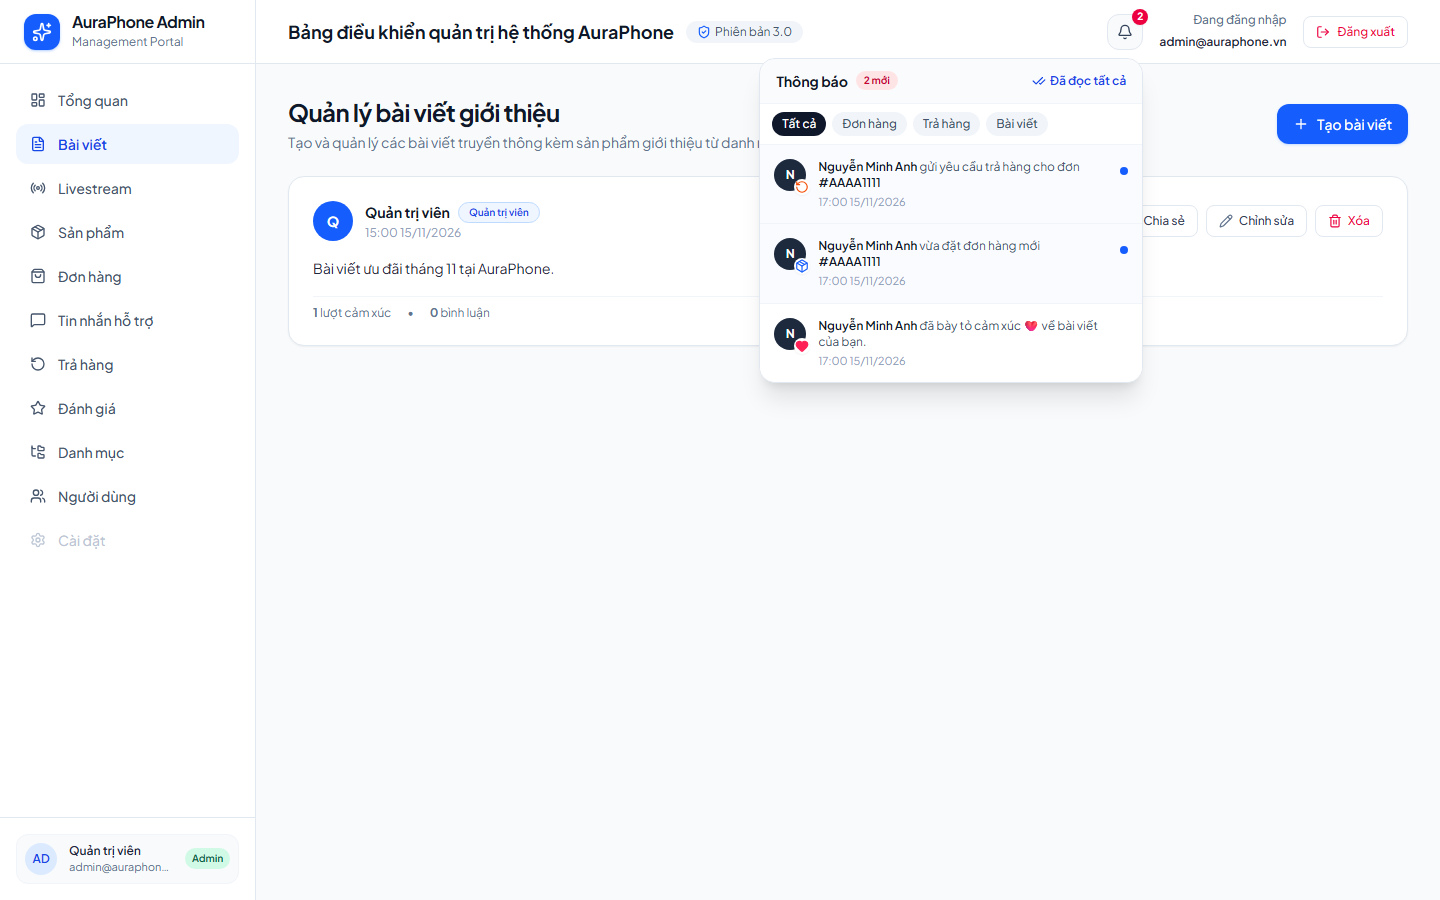 AuraPhone Admin
Management Portal
Tổng quan
Bài viết
Livestream
Sản phẩm
Đơn hàng
Tin nhắn hỗ trợ
Trả hàng
Đánh giá
Danh mục
Người dùng
Cài đặt
AD
Quản trị viên
admin@auraphon...
Admin
Bảng điều khiển quản trị hệ thống AuraPhone
Phiên bản 3.0
2
Đang đăng nhập
admin@auraphone.vn
Đăng xuất
Quản lý bài viết giới thiệu
Tạo và quản lý các bài viết truyền thông kèm sản phẩm giới thiệu từ danh
Tạo bài viết
Q
Quản trị viên
Quản trị viên
15:00 15/11/2026
Chia sẻ
Chỉnh sửa
Xóa
Bài viết ưu đãi tháng 11 tại AuraPhone.
1 lượt cảm xúc • 0 bình luận
Thông báo
2 mới
Đã đọc tất cả
Tất cả
Đơn hàng
Trả hàng
Bài viết
N
Nguyễn Minh Anh gửi yêu cầu trả hàng cho đơn
#AAAA1111
17:00 15/11/2026
N
Nguyễn Minh Anh vừa đặt đơn hàng mới
#AAAA1111
17:00 15/11/2026
N
Nguyễn Minh Anh đã bày tỏ cảm xúc 💔 về bài viết
của bạn.
17:00 15/11/2026